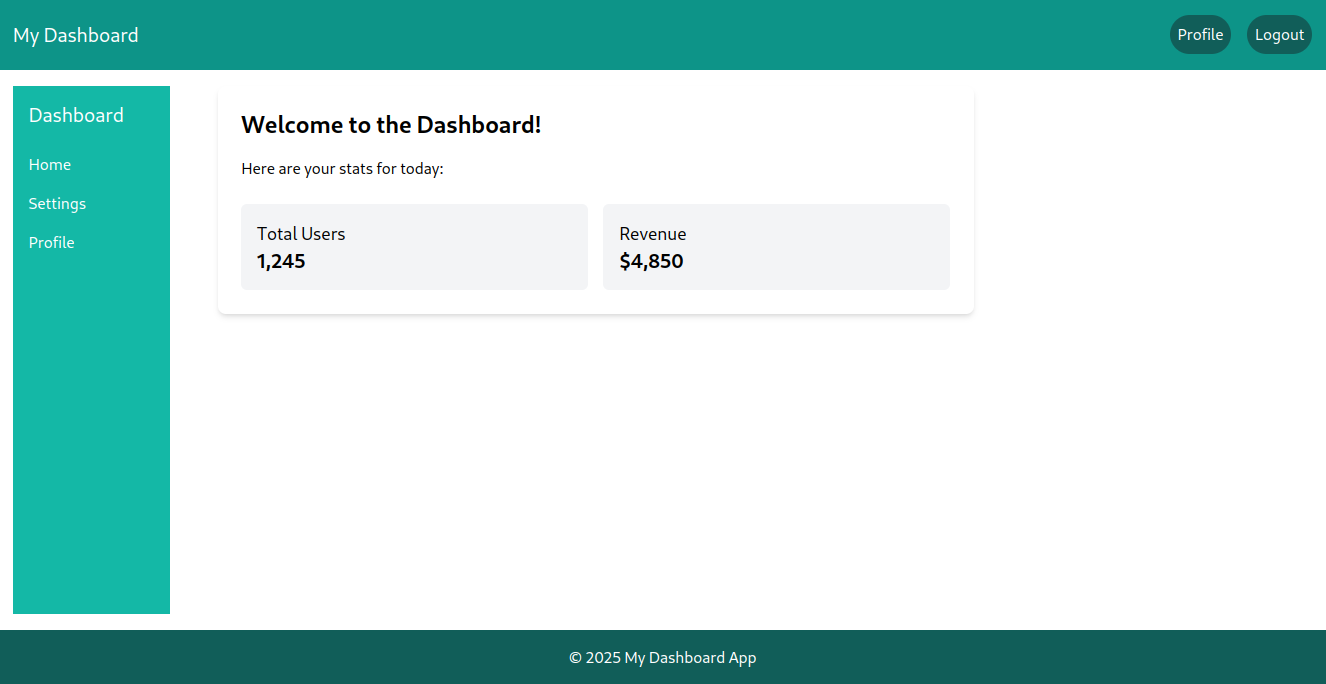 My Dashboard
Profile
Logout
Dashboard
Home
Settings
Profile
Welcome to the Dashboard!
Here are your stats for today:
Total Users
1,245
Revenue
$4,850
© 2025 My Dashboard App